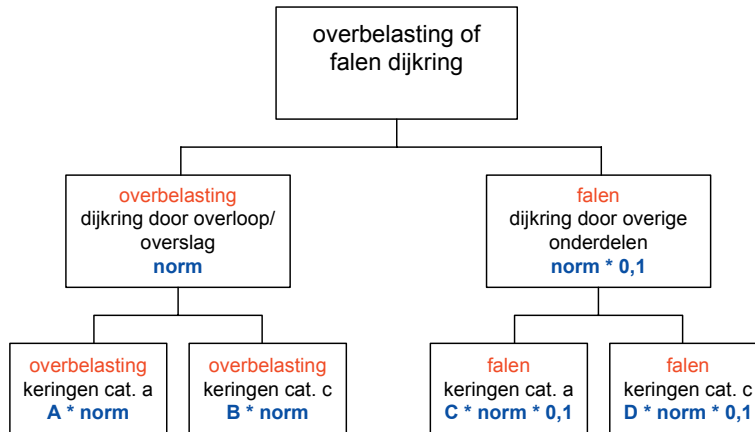 overbelasting of
falen dijkring
overbelasting
dijkring door overloop/
overslag
norm
falen
dijkring door overige
onderdelen
norm * 0,1
overbelasting
keringen cat. a
A * norm
overbelasting
keringen cat. c
B * norm
falen
keringen cat. a
C * norm * 0,1
falen
keringen cat. c
D * norm * 0,1